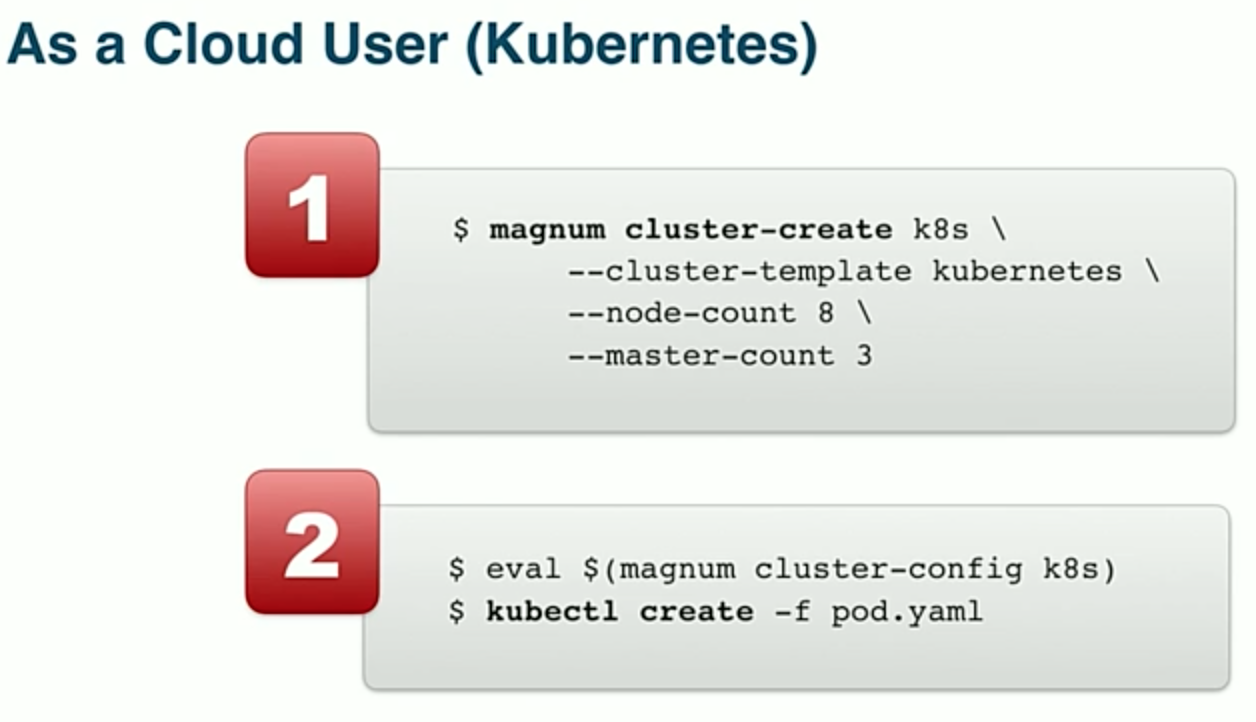 As a Cloud User (Kubernetes)
1
$ magnum cluster-create k8s \
--cluster-template kubernetes \
--node-count 8 \
--master-count 3
2
$ eval $(magnum cluster-config k8s)
$ kubectl create -f pod.yaml